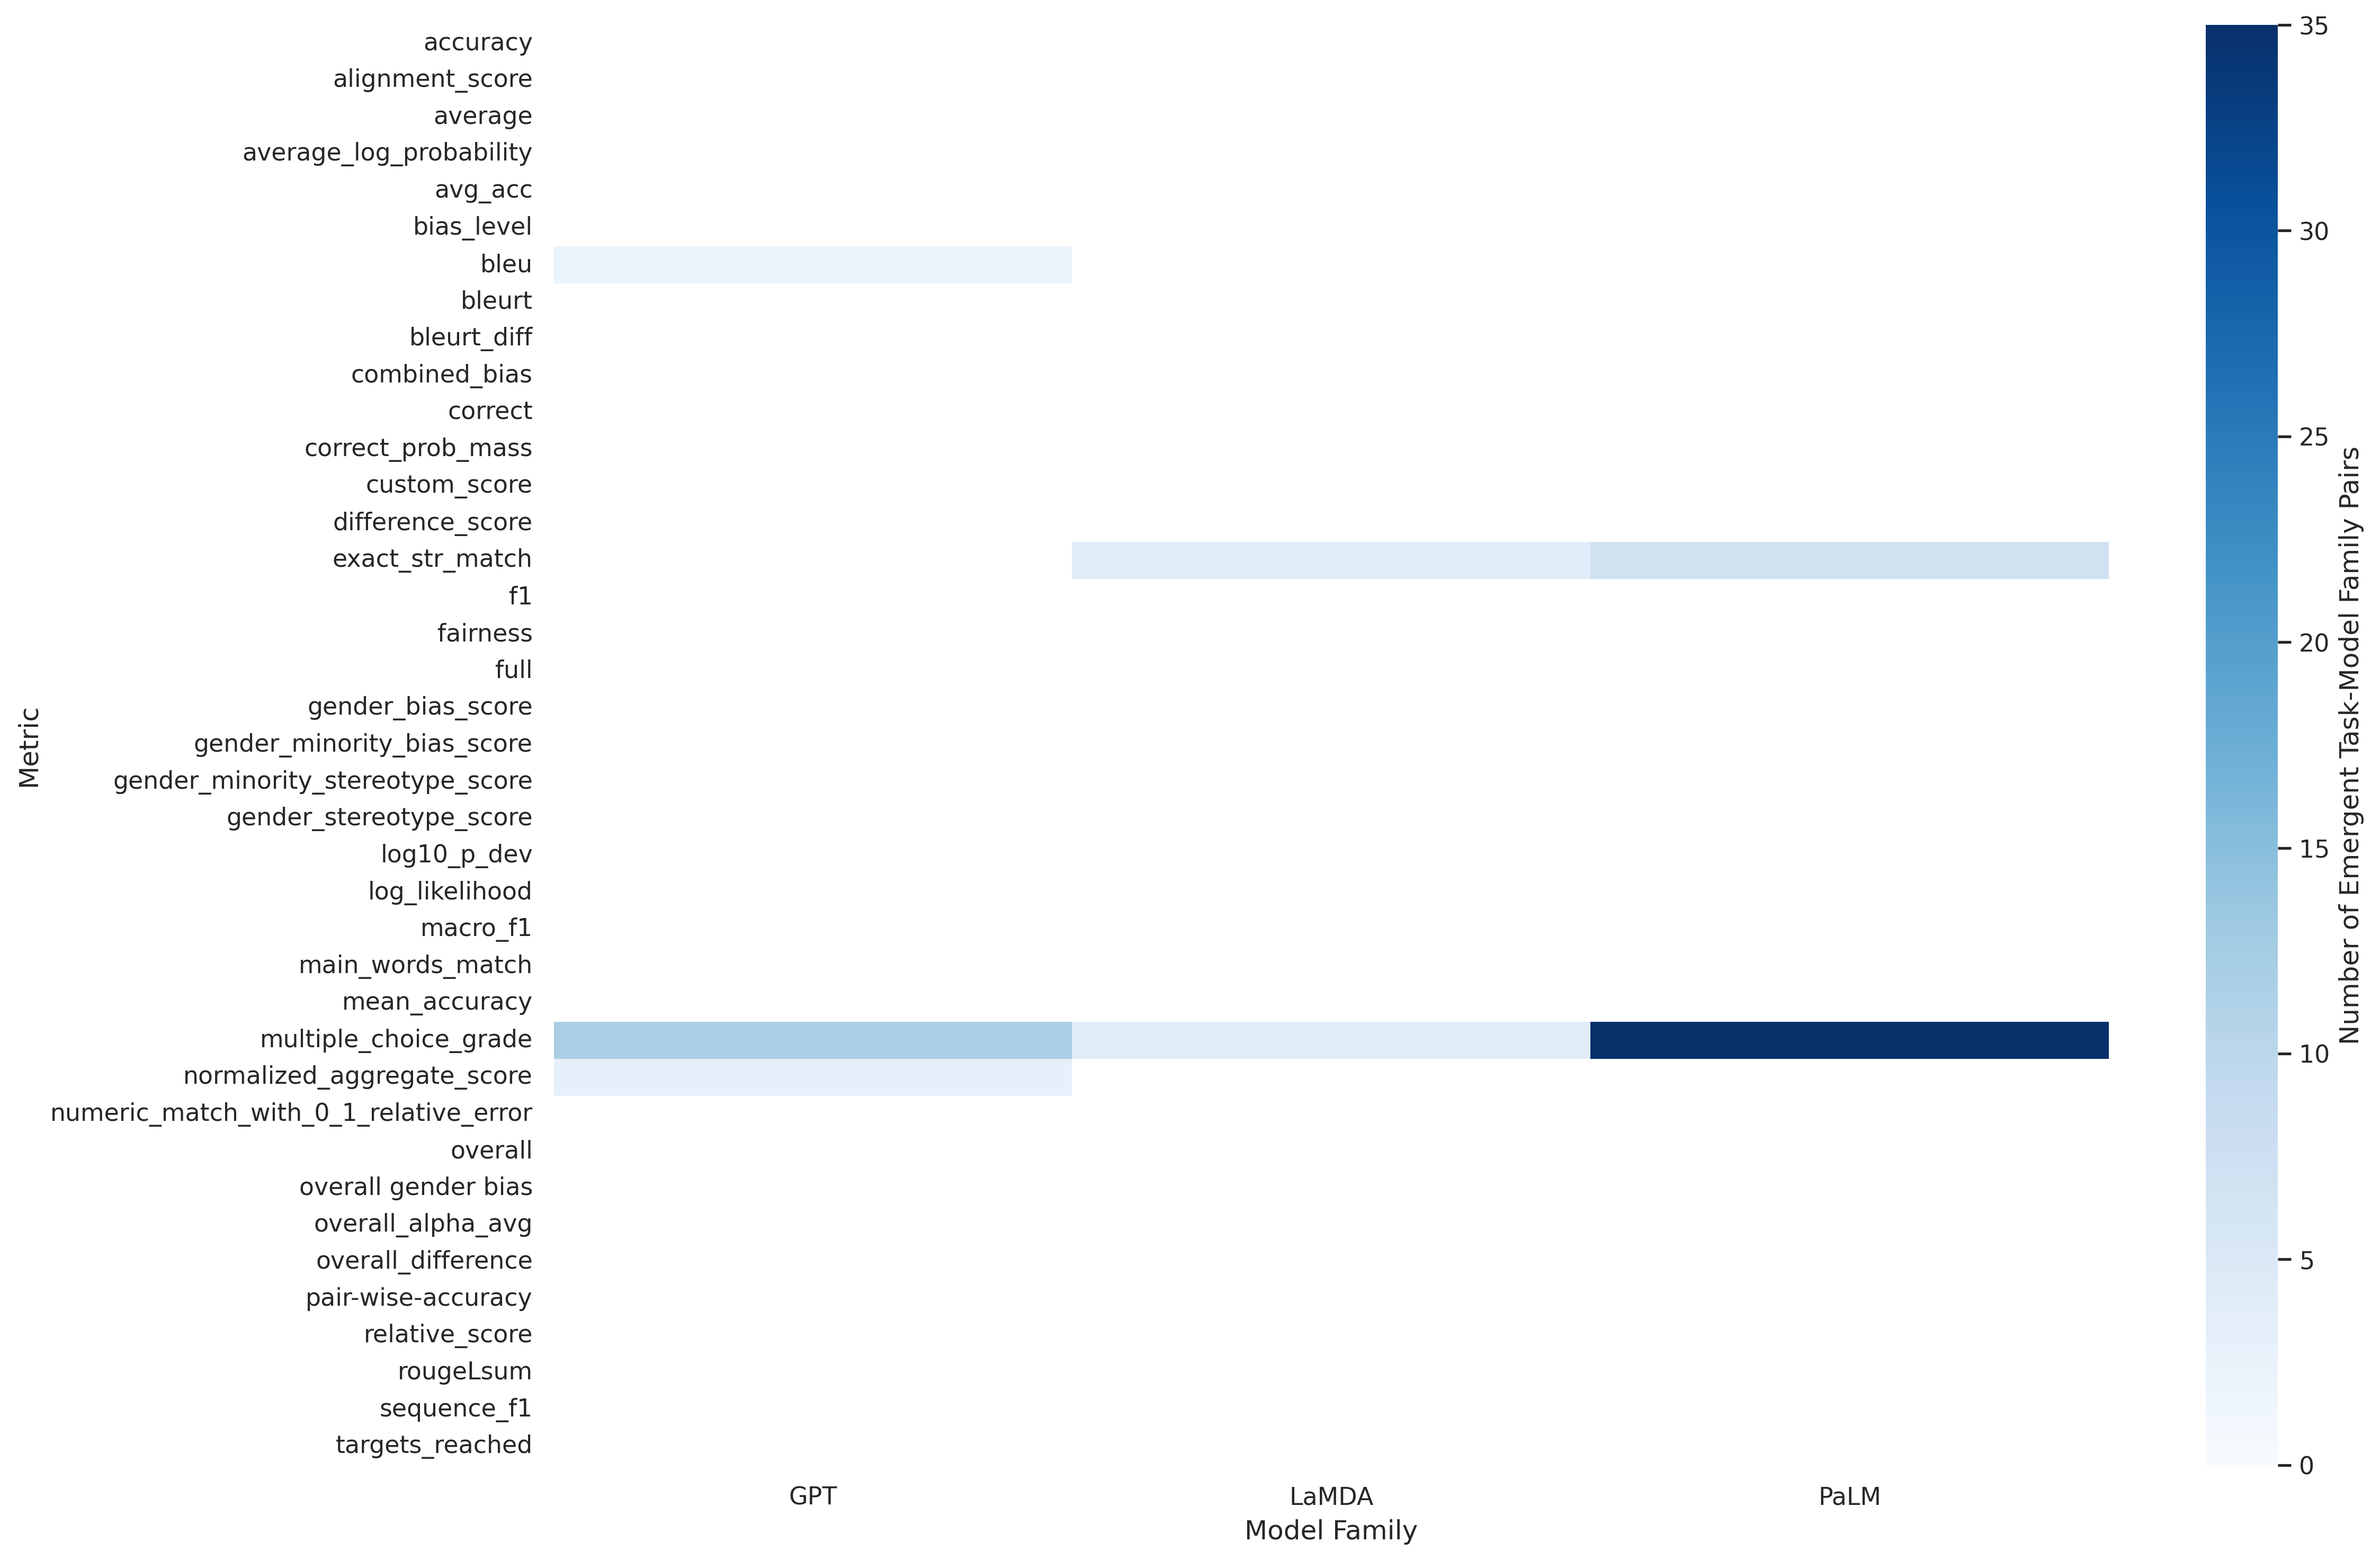 Metric
accuracy
alignment_score
average
average_log_probability
avg_acc
bias_level
bleu
bleurt
bleurt_diff
combined_bias
correct
correct_prob_mass
custom_score
difference_score
exact_str_match
f1
fairness
full
gender_bias_score
gender_minority_bias_score
gender_minority_stereotype_score
gender_stereotype_score
log10_p_dev
log_likelihood
macro_f1
main_words_match
mean_accuracy
multiple_choice_grade
normalized_aggregate_score
numeric_match_with_0_1_relative_error
overall
overall gender bias
overall_alpha_avg
overall_difference
pair-wise-accuracy
relative_score
rougeLsum
sequence_f1
targets_reached
GPT LaMDA PaLM
Model Family
35
30
25
20
15
10
5
0
Number of Emergent Task-Model Family Pairs